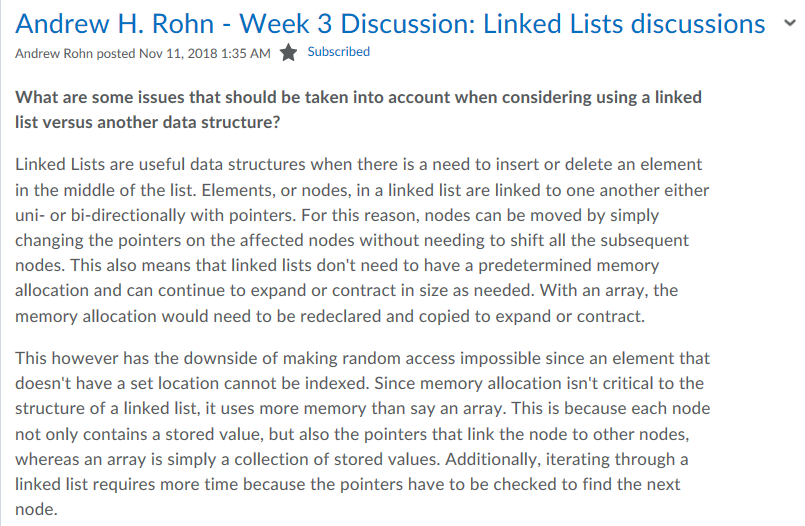 Andrew H. Rohn - Week 3 Discussion: Linked Lists discussions
Andrew Rohn posted Nov 11, 2018 1:35 AM Subscribed
What are some issues that should be taken into account when considering using a linked
list versus another data structure?
Linked Lists are useful data structures when there is a need to insert or delete an element
in the middle of the list. Elements, or nodes, in a linked list are linked to one another either
uni- or bi-directionally with pointers. For this reason, nodes can be moved by simply
changing the pointers on the affected nodes without needing to shift all the subsequent
nodes. This also means that linked lists don't need to have a predetermined memory
allocation and can continue to expand or contract in size as needed. With an array, the
memory allocation would need to be redeclared and copied to expand or contract.
This however has the downside of making random access impossible since an element that
doesn't have a set location cannot be indexed. Since memory allocation isn't critical to the
structure of a linked list, it uses more memory than say an array. This is because each node
not only contains a stored value, but also the pointers that link the node to other nodes,
whereas an array is simply a collection of stored values. Additionally, iterating through a
linked list requires more time because the pointers have to be checked to find the next
node.